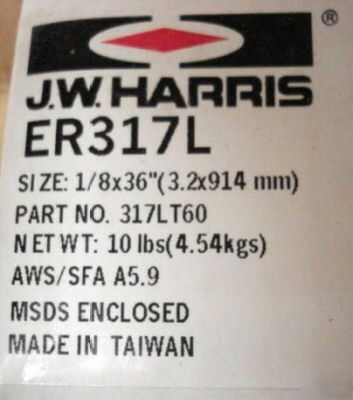 ®
J.W. HARRIS
ER317L
SIZE: 1/8x36"(3.2x914 mm)
PART NO. 317LT60
NET WT: 10 lbs(4.54kgs)
AWS/SFA A5.9
MSDS ENCLOSED
MADE IN TAIWAN